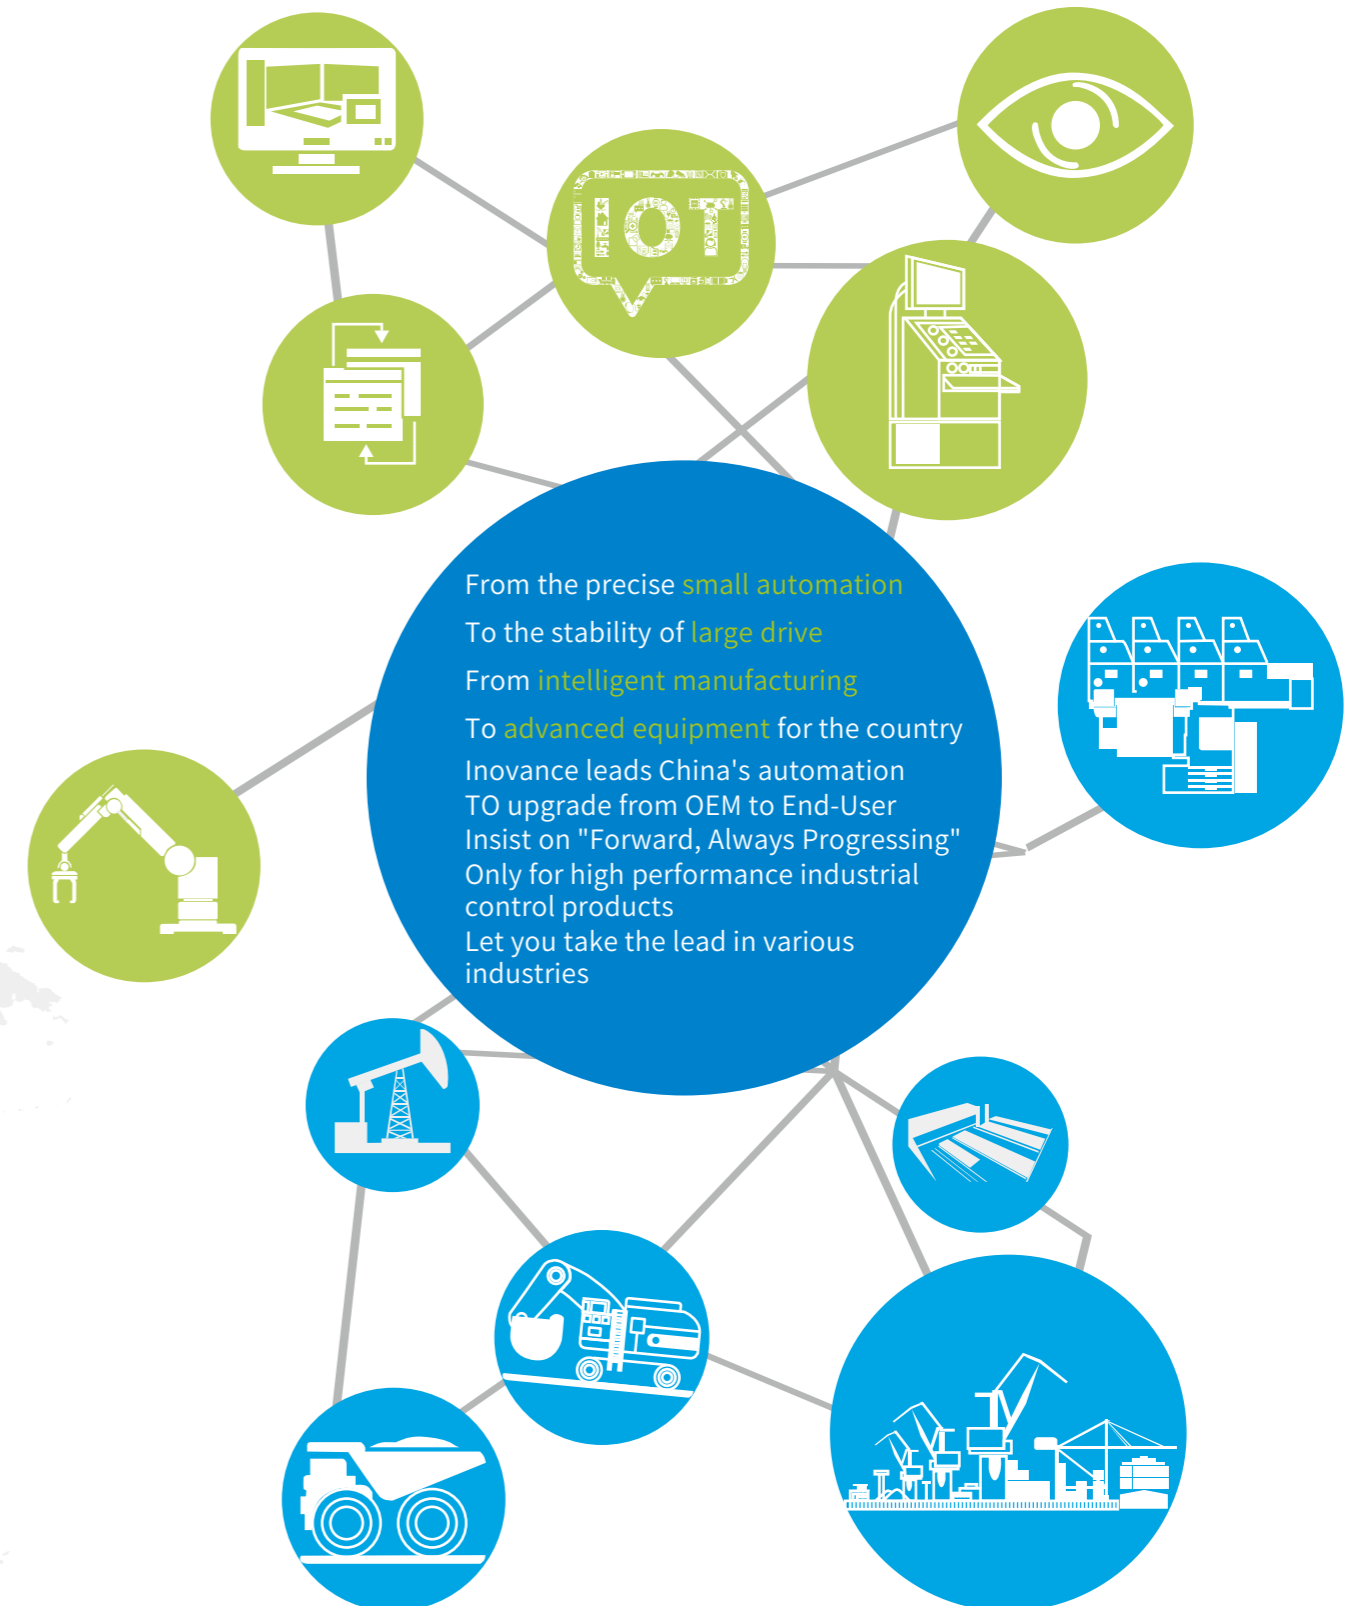 IOT
From the precise small automation
To the stability of large drive
From intelligent manufacturing
To advanced equipment for the country
Inovance leads China's automation
TO upgrade from OEM to End-User
Insist on "Forward, Always Progressing"
Only for high performance industrial
control products
Let you take the lead in various
industries